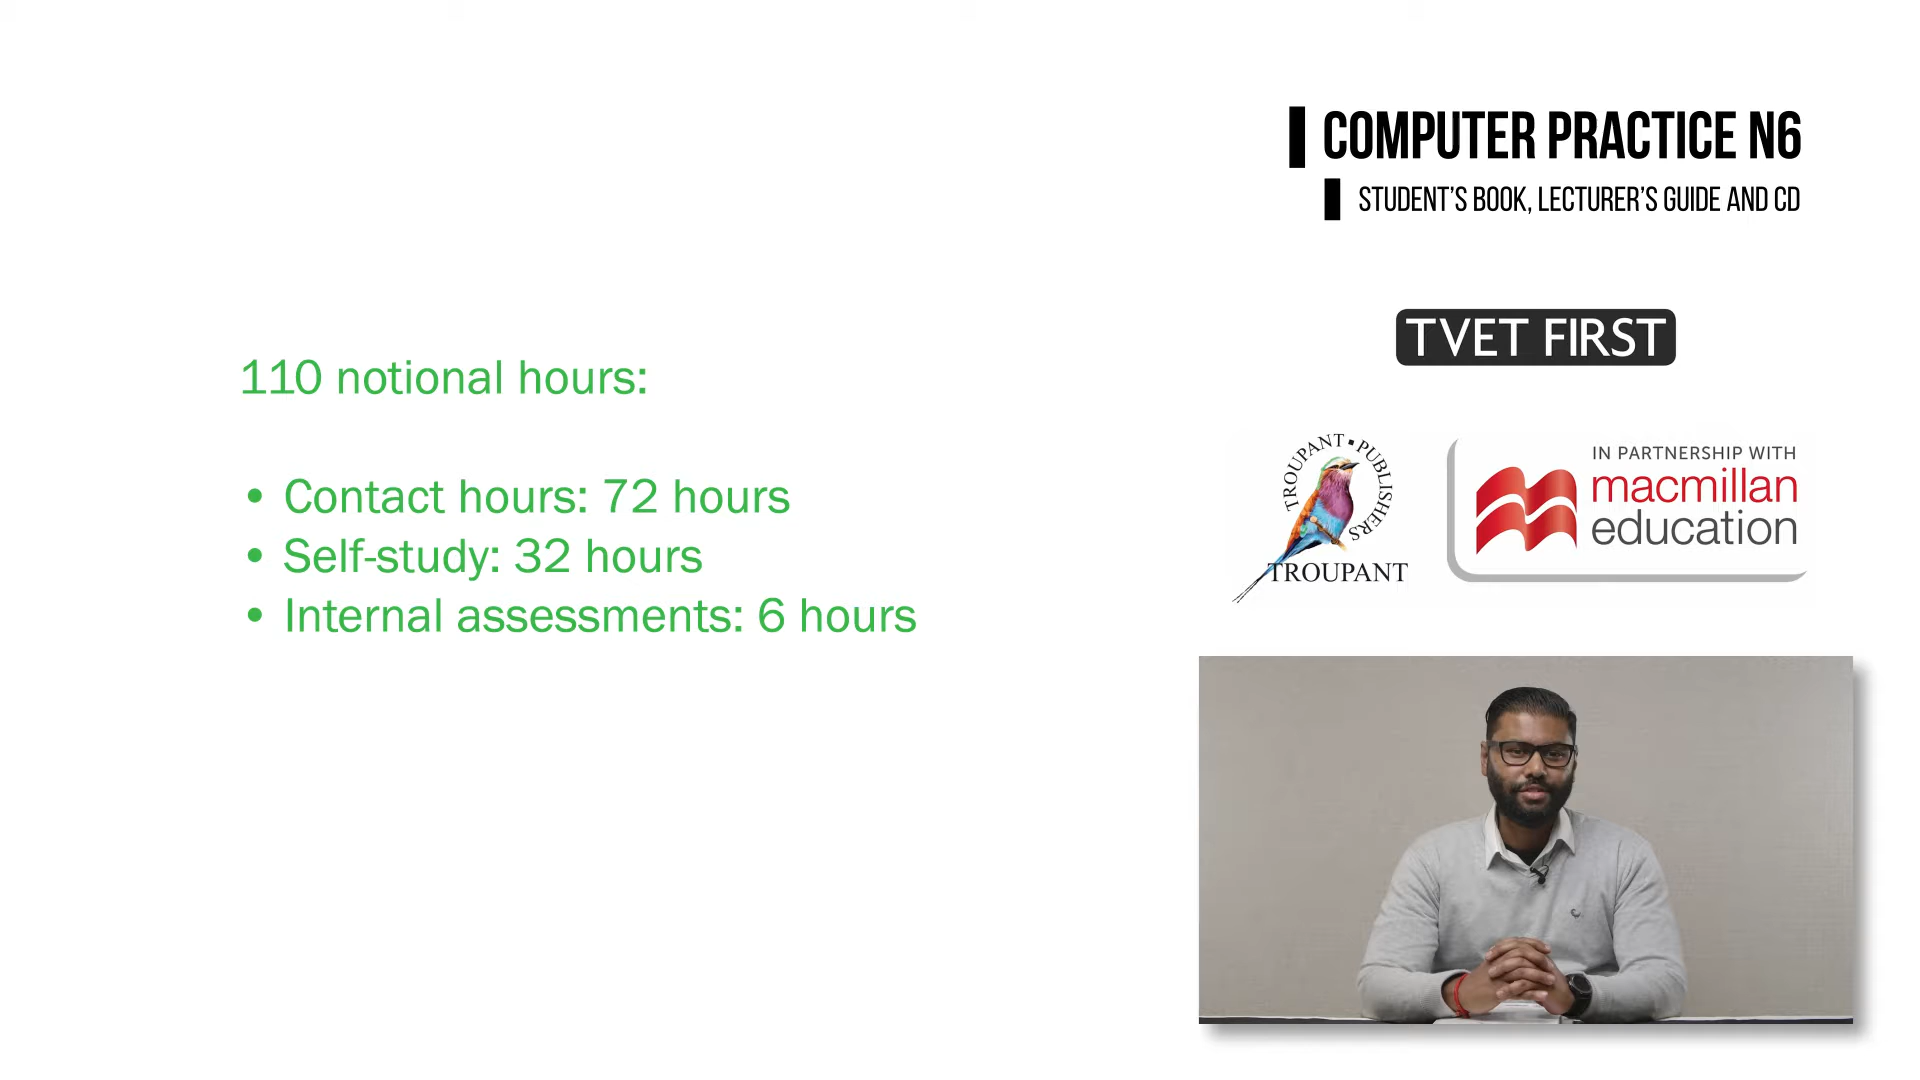 COMPUTER PRACTICE N6
STUDENT'S BOOK, LECTURER'S GUIDE AND CD
TVET FIRST
110 notional hours:
• Contact hours: 72 hours
• Self-study: 32 hours
• Internal assessments: 6 hours
TROUPANT • PUBLISHERS
TROUPANT
IN PARTNERSHIP WITH
macmillan
education